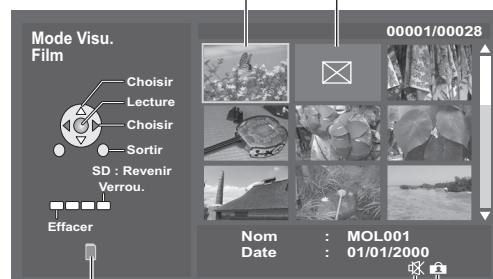 Mode Visu.
Film
Choisir
Lecture
Choisir
Sortir
SD : Revenir
Verrou.
Effacer
00001/00028
Nom : MOL001
Date : 01/01/2000